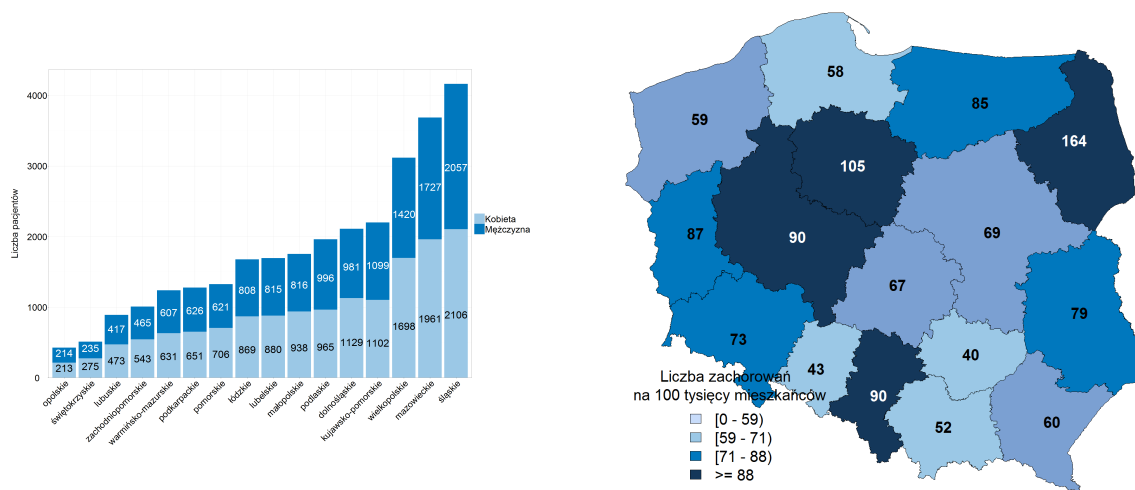 4000
3000
2000
1000
0
Liczba pacjentów
214
213
235
275
417
473
465
543
607
631
626
651
621
706
808
869
815
880
816
938
996
965
981
1129
1099
1102
1420
1698
1727
1961
2057
2106
opolskie
świętokrzyskie
lubuskie
zachodniopomorskie
warmińsko-mazurskie
podkarpackie
pomorskie
łódzkie
lubelskie
małopolskie
podlaskie
dolnośląskie
kujawsko-pomorskie
wielkopolskie
mazowieckie
śląskie
Kobieta
Mężczyzna
58
85
59
164
105
87
90
69
67
79
73
43
40
90
52
60
Liczba zachorowań
na 100 tysięcy mieszkańców
[0 - 59)
[59 - 71)
[71 - 88)
>= 88